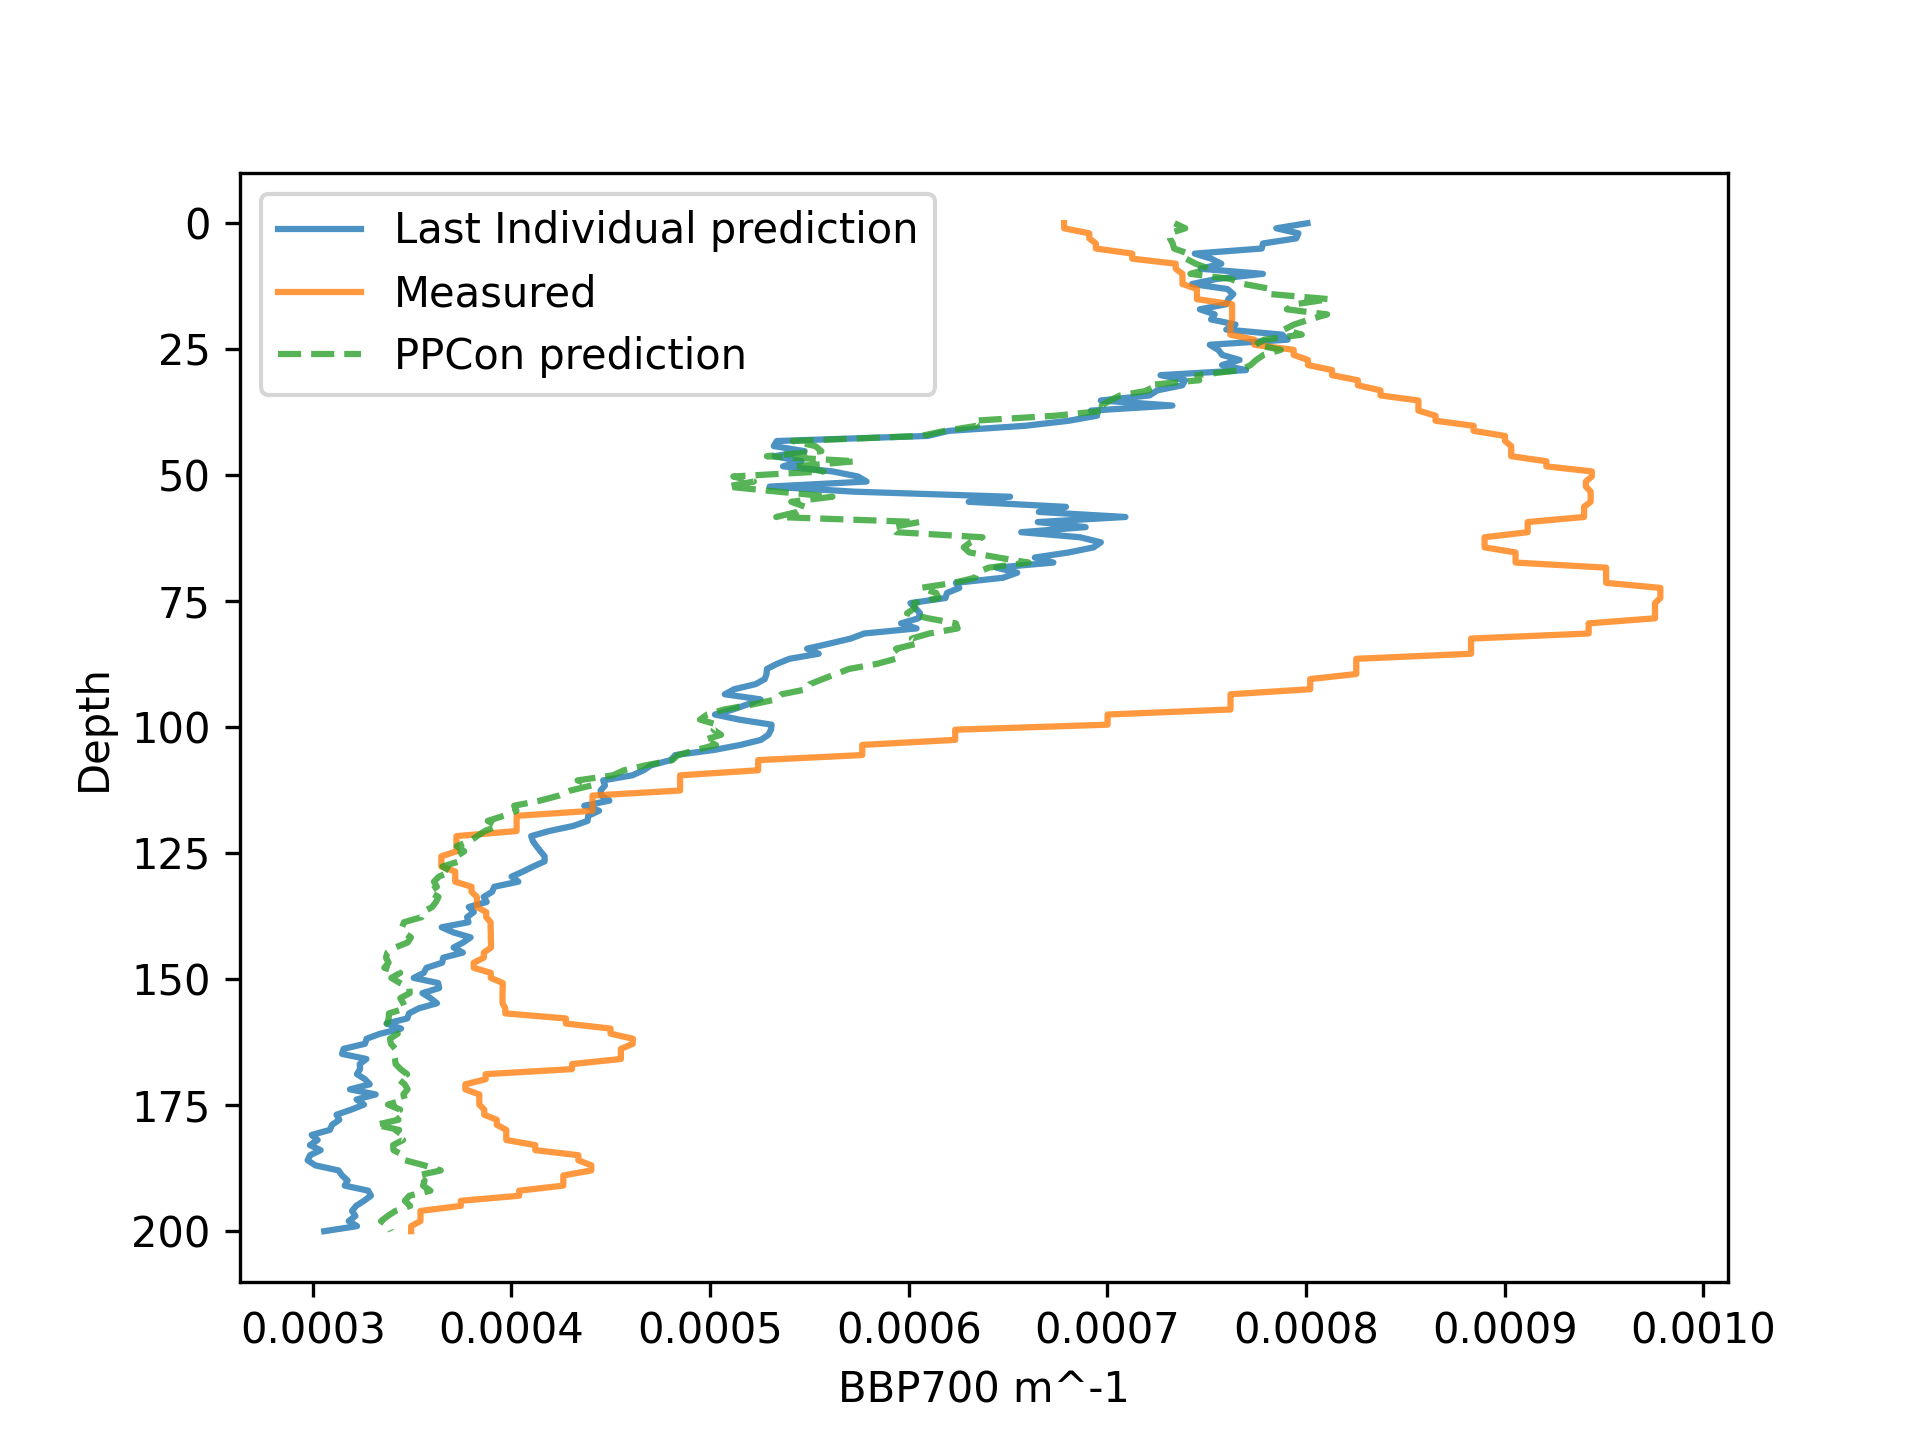 Last Individual prediction
Measured
PPCon prediction
0
25
50
75
100
125
150
175
200
Depth
0.0003 0.0004 0.0005 0.0006 0.0007 0.0008 0.0009 0.0010
BBP700 m^-1